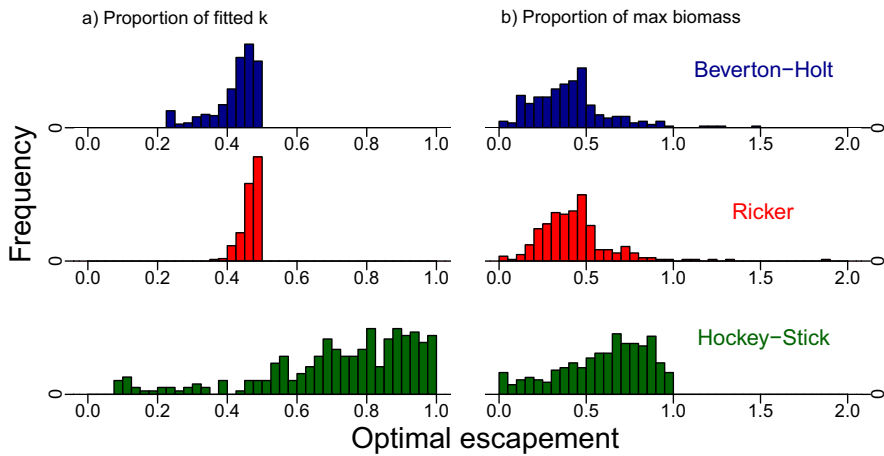 a) Proportion of fitted k
b) Proportion of max biomass
Beverton−Holt
0
0.0 0.2 0.4 0.6 0.8 1.0
0.0 0.5 1.0 1.5 2.0
0
Frequency
Ricker
0
0.0 0.2 0.4 0.6 0.8 1.0
0.0 0.5 1.0 1.5 2.0
0
Hockey−Stick
0
0.0 0.2 0.4 0.6 0.8 1.0
0.0 0.5 1.0 1.5 2.0
0
Optimal escapement